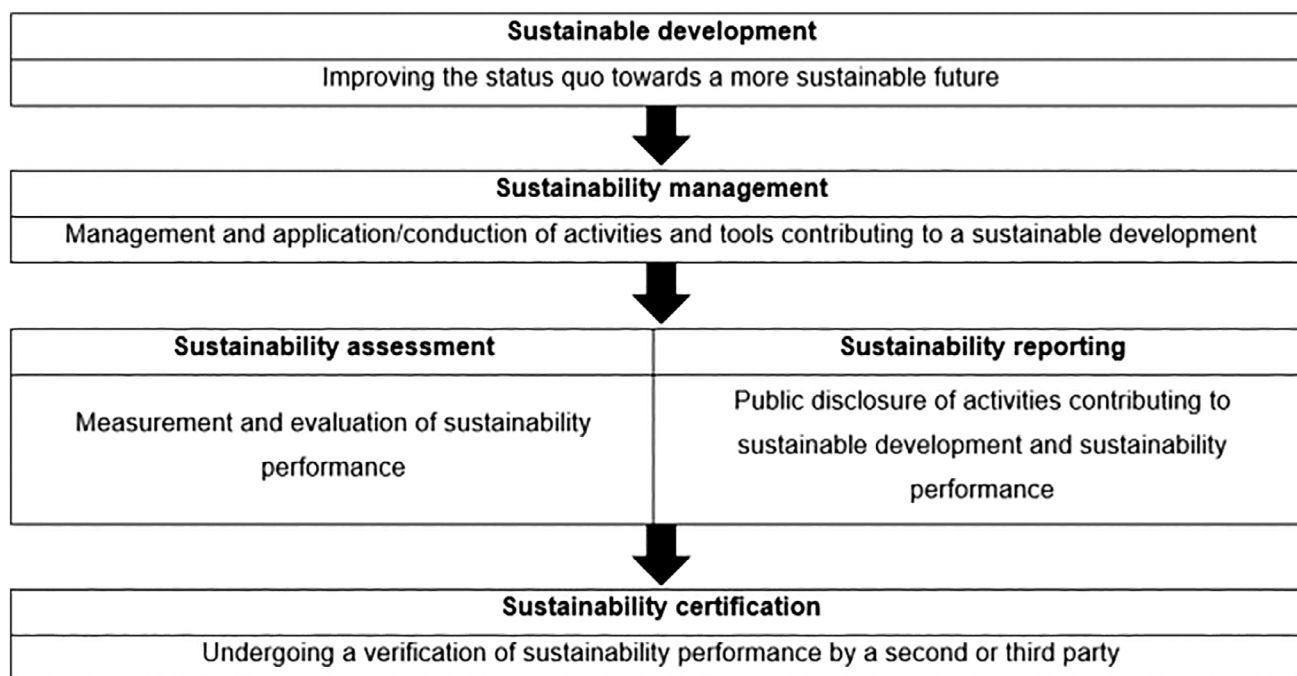 Sustainable development
Improving the status quo towards a more sustainable future
Sustainability management
Management and application/conduction of activities and tools contributing to a sustainable development
Sustainability assessment
Measurement and evaluation of sustainability
performance
Sustainability reporting
Public disclosure of activities contributing to
sustainable development and sustainability
performance
Sustainability certification
Undergoing a verification of sustainability performance by a second or third party